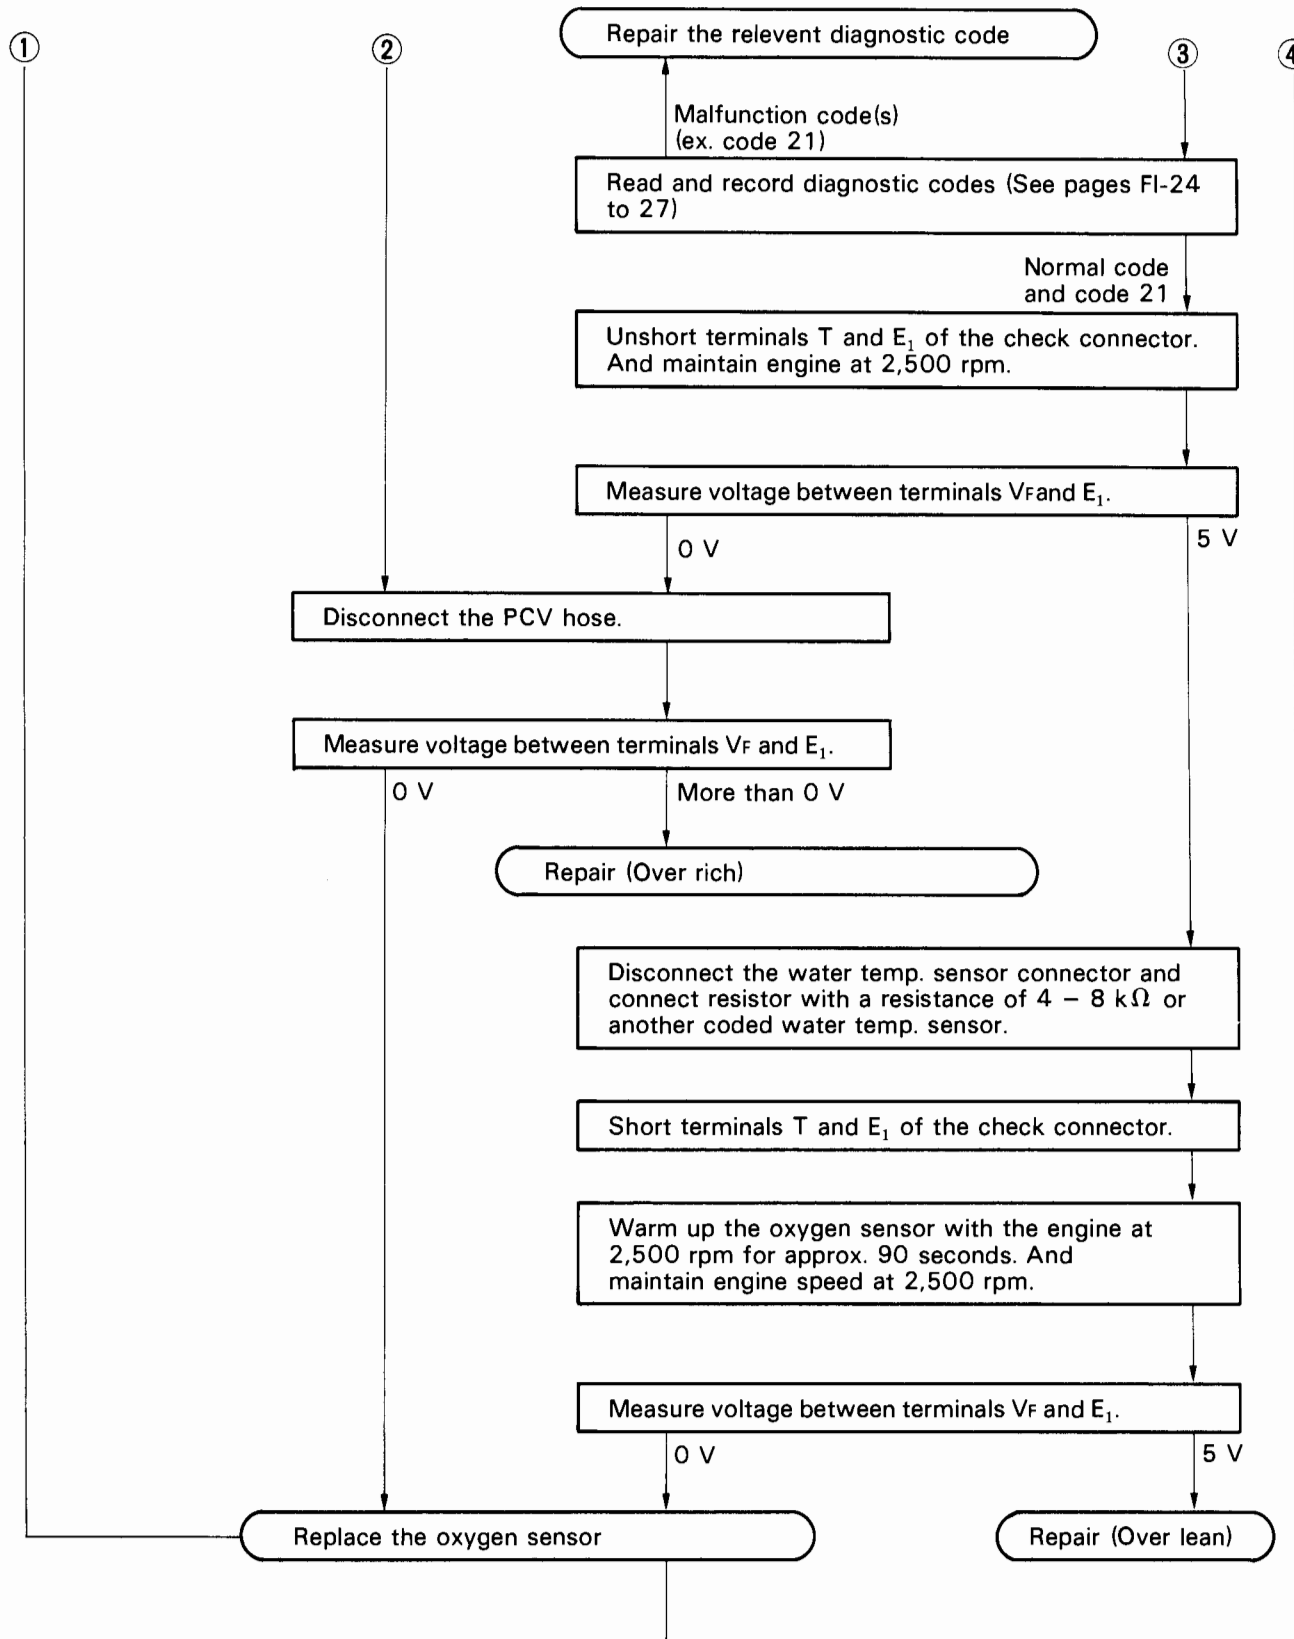 Repair the relevent diagnostic code
①
②
③
④
Malfunction code(s)
(ex. code 21)
Read and record diagnostic codes (See pages FI-24
to 27)
Normal code
and code 21
Unshort terminals T and E₁ of the check connector.
And maintain engine at 2,500 rpm.
Measure voltage between terminals VFand E₁.
0 V
5 V
Disconnect the PCV hose.
Measure voltage between terminals VF and E₁.
0 V
More than 0 V
Repair (Over rich)
Disconnect the water temp. sensor connector and
connect resistor with a resistance of 4 – 8 kΩ or
another coded water temp. sensor.
Short terminals T and E₁ of the check connector.
Warm up the oxygen sensor with the engine at
2,500 rpm for approx. 90 seconds. And
maintain engine speed at 2,500 rpm.
Measure voltage between terminals VF and E₁.
0 V
5 V
Replace the oxygen sensor
Repair (Over lean)